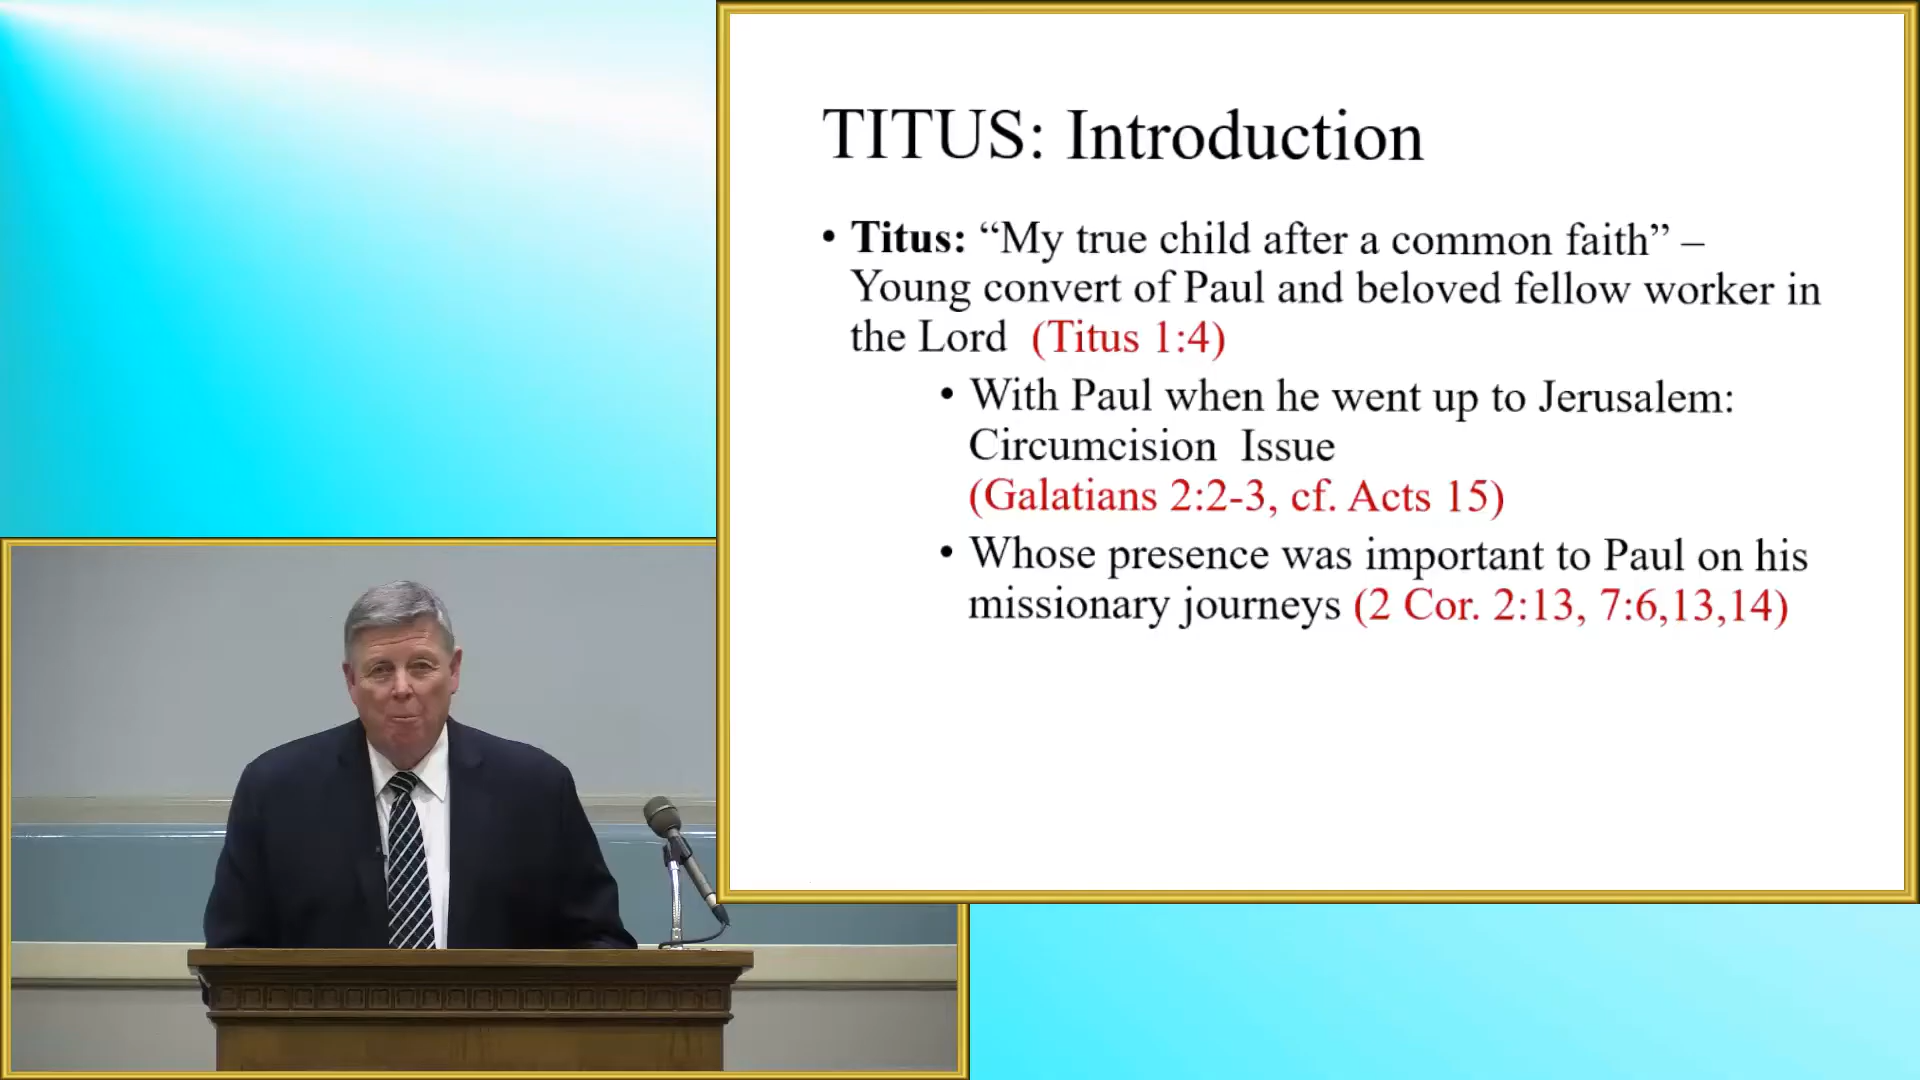 TITUS: Introduction
• Titus: “My true child after a common faith” –
Young convert of Paul and beloved fellow worker in
the Lord (Titus 1:4)
• With Paul when he went up to Jerusalem:
Circumcision Issue
(Galatians 2:2-3, cf. Acts 15)
• Whose presence was important to Paul on his
missionary journeys (2 Cor. 2:13, 7:6,13,14)